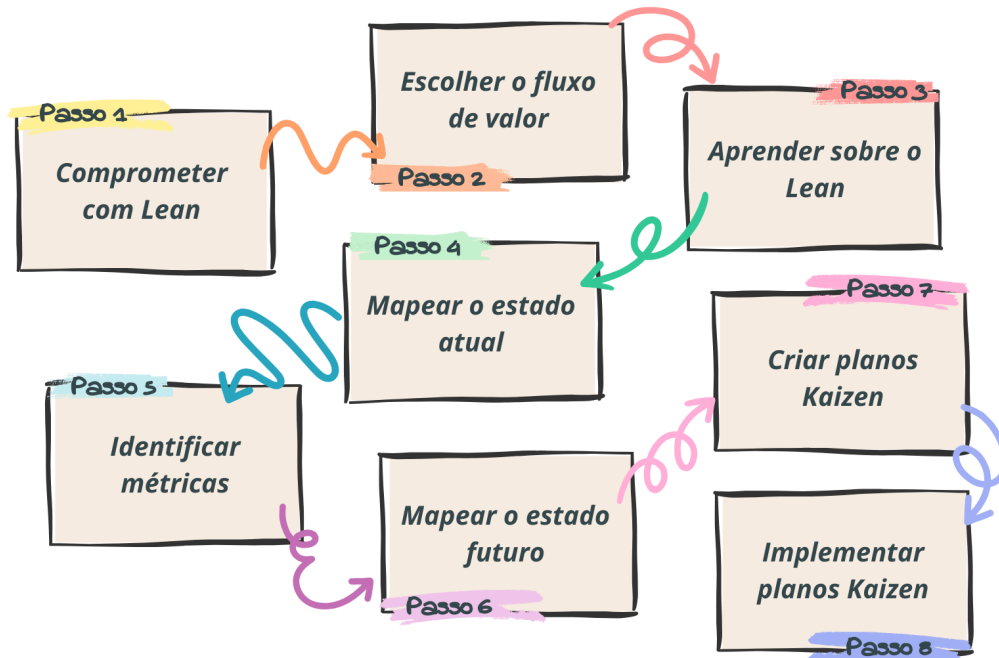 Passo 1
Comprometer
com Lean
Escolher o fluxo
de valor
Passo 2
Passo 3
Aprender sobre o
Lean
Passo 4
Mapear o estado
atual
Passo 5
Identificar
métricas
Mapear o estado
futuro
Passo 6
Passo 7
Criar planos
Kaizen
Implementar
planos Kaizen
Passo 8